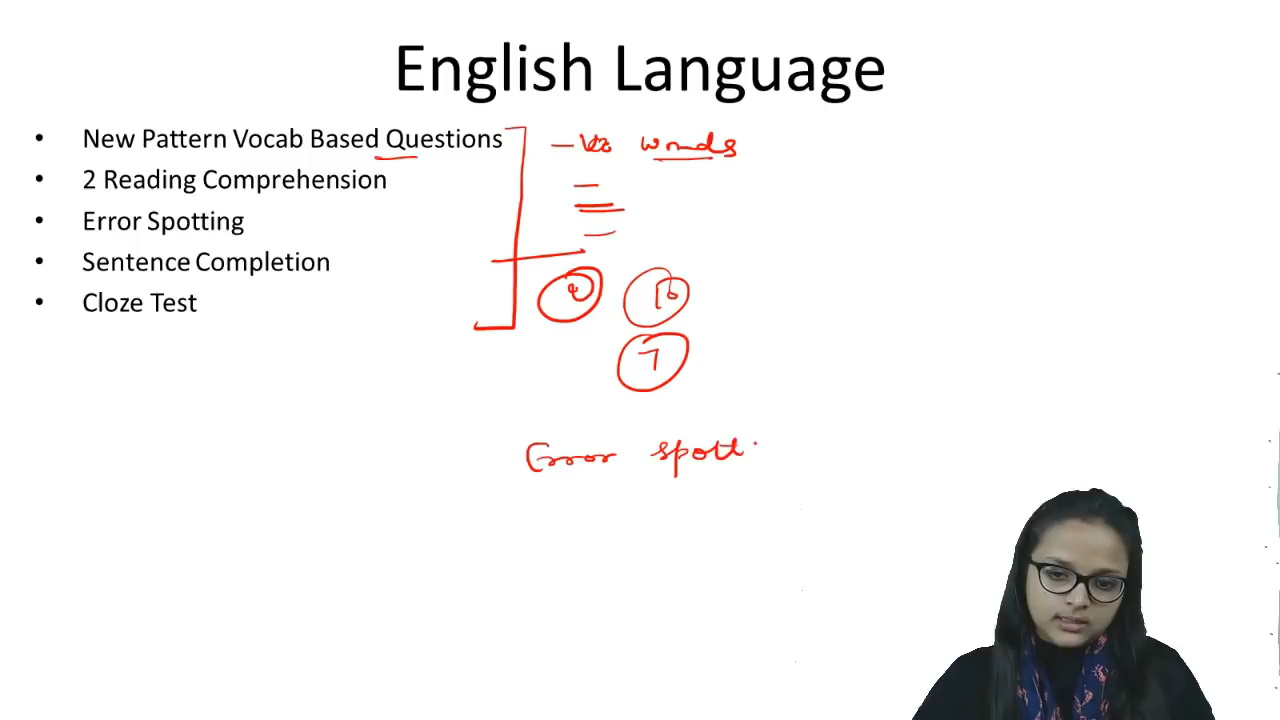 English Language
• New Pattern Vocab Based Questions
• 2 Reading Comprehension
• Error Spotting
• Sentence Completion
• Cloze Test
words
10
7
Error spott